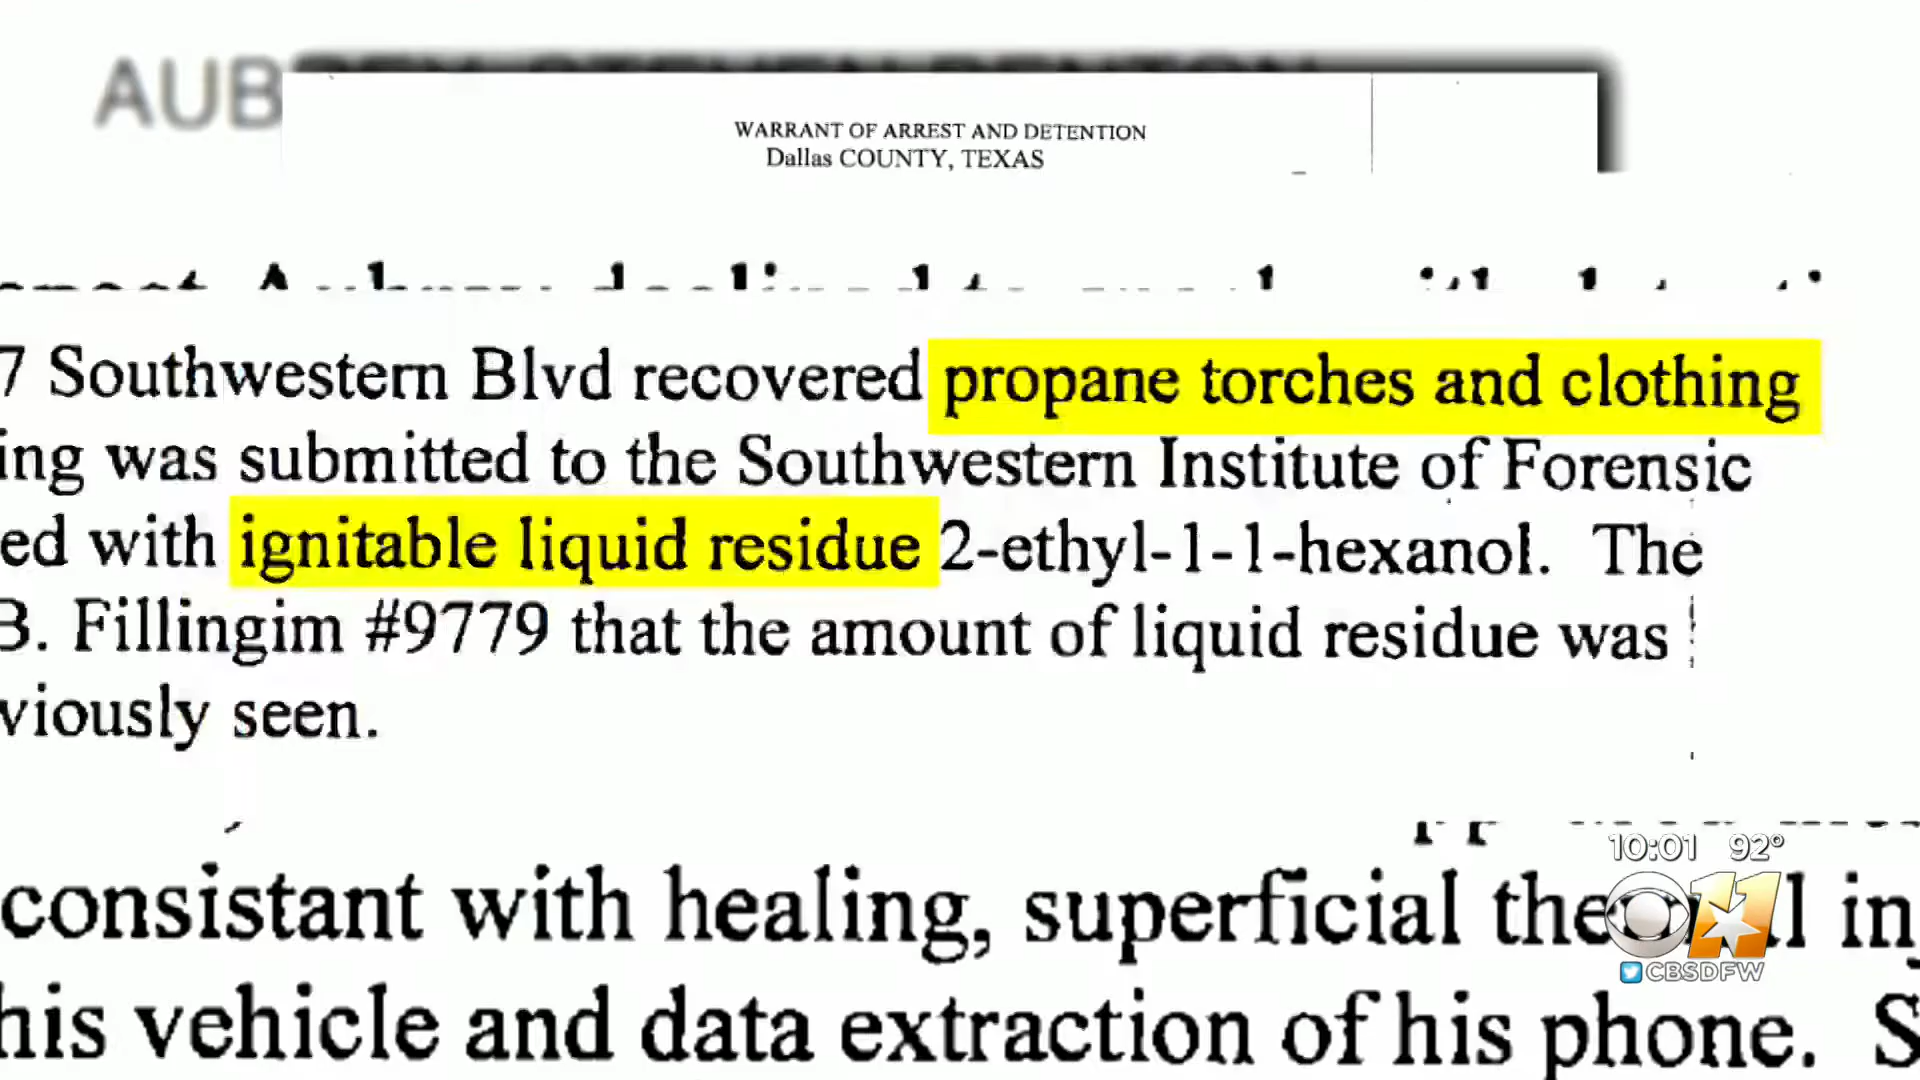 AUB
WARRANT OF ARREST AND DETENTION
Dallas COUNTY, TEXAS
7 Southwestern Blvd recovered propane torches and clothing
ing was submitted to the Southwestern Institute of Forensic
ed with ignitable liquid residue 2-ethyl-1-1-hexanol. The
B. Fillingim #9779 that the amount of liquid residue was
viously seen.
consistant with healing, superficial thermal in
his vehicle and data extraction of his phone. S
10:01 92°
11
CBSDFW